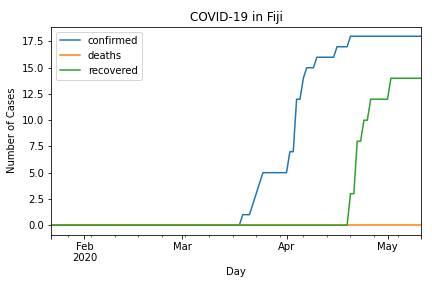 COVID-19 in Fiji
confirmed
deaths
recovered
Number of Cases
17.5
15.0
12.5
10.0
7.5
5.0
2.5
0.0
Feb
2020
Mar
Apr
May
Day